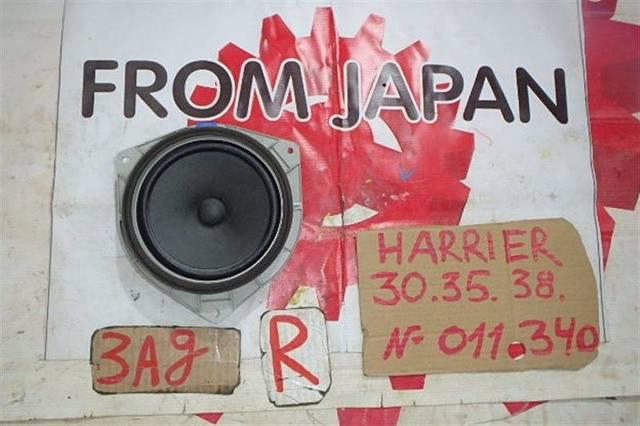 FROM JAPAN
HARRIER
30.35.38.
№ 011.340
ЗАД
R